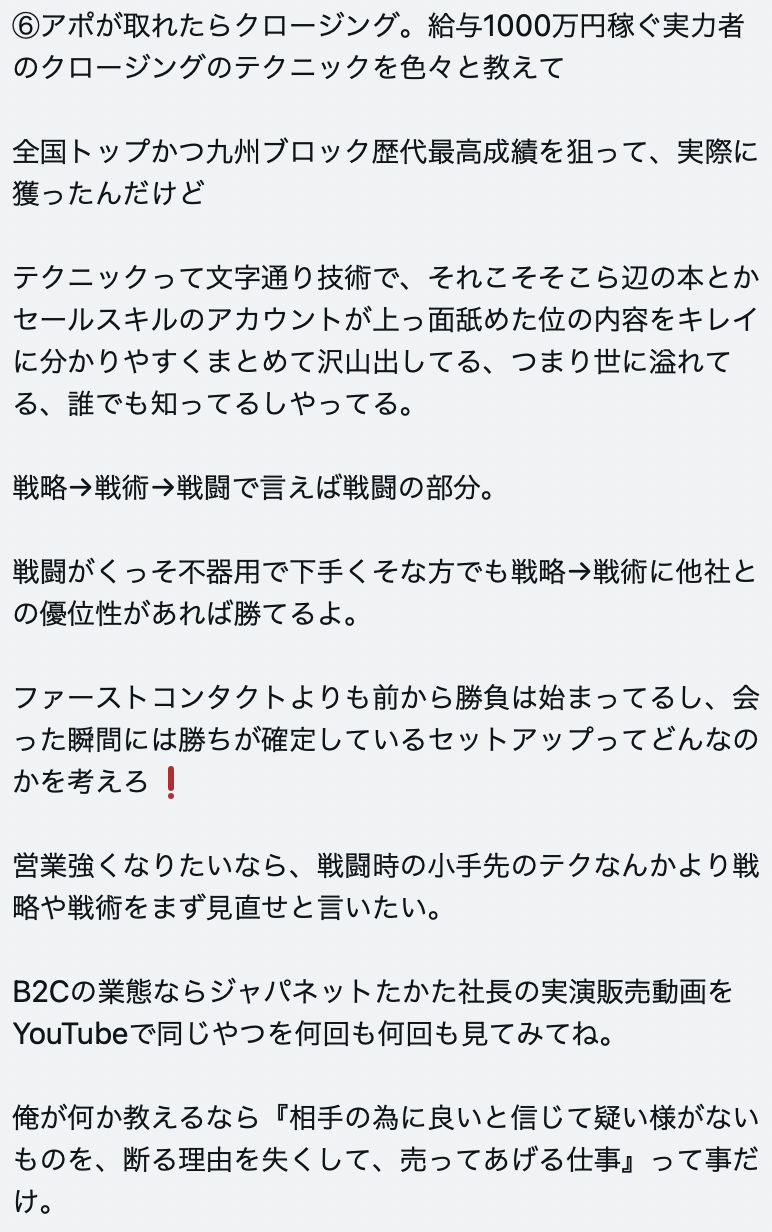 ⑥アポが取れたらクロージング。給与1000万円稼ぐ実力者
のクロージングのテクニックを色々と教えて
全国トップかつ九州ブロック歴代最高成績を狙って、実際に
獲ったんだけど
テクニックって文字通り技術で、それこそそこら辺の本とか
セールスキルのアカウントが上っ面舐めた位の内容をキレイ
に分かりやすくまとめて沢山出してる、つまり世に溢れて
る、誰でも知ってるしやってる。
戦略→戦術→戦闘で言えば戦闘の部分。
戦闘がくっそ不器用で下手くそな方でも戦略→戦術に他社と
の優位性があれば勝てるよ。
ファーストコンタクトよりも前から勝負は始まってるし、会
った瞬間には勝ちが確定しているセットアップってどんなの
かを考えろ❗
営業強くなりたいなら、戦闘時の小手先のテクなんかより戦
略や戦術をまず見直せと言いたい。
B2Cの業態ならジャパネットたかた社長の実演販売動画を
YouTubeで同じやつを何回も何回も見てみてね。
俺が何か教えるなら『相手の為に良いと信じて疑い様がない
ものを、断る理由を失くして、売ってあげる仕事』って事だ
け。